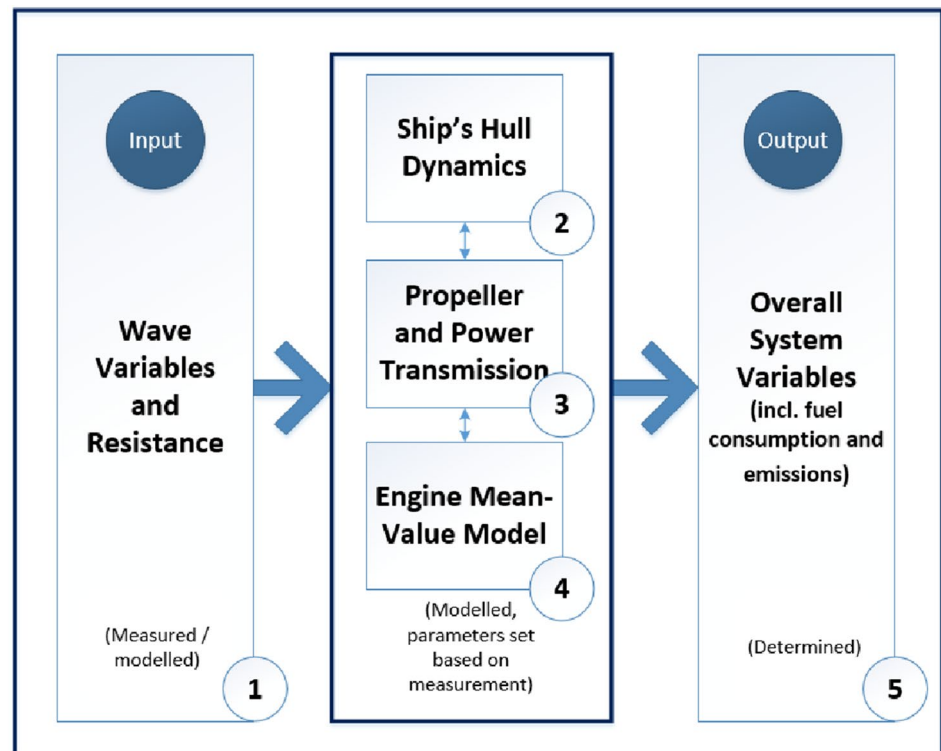 Input
Wave
Variables
and
Resistance
(Measured /
modelled)
1
Ship's Hull
Dynamics
2
Propeller
and Power
Transmission
3
Engine Mean-
Value Model
4
(Modelled,
parameters set
based on
measurement)
Output
Overall
System
Variables
(incl. fuel
consumption and
emissions)
(Determined)
5